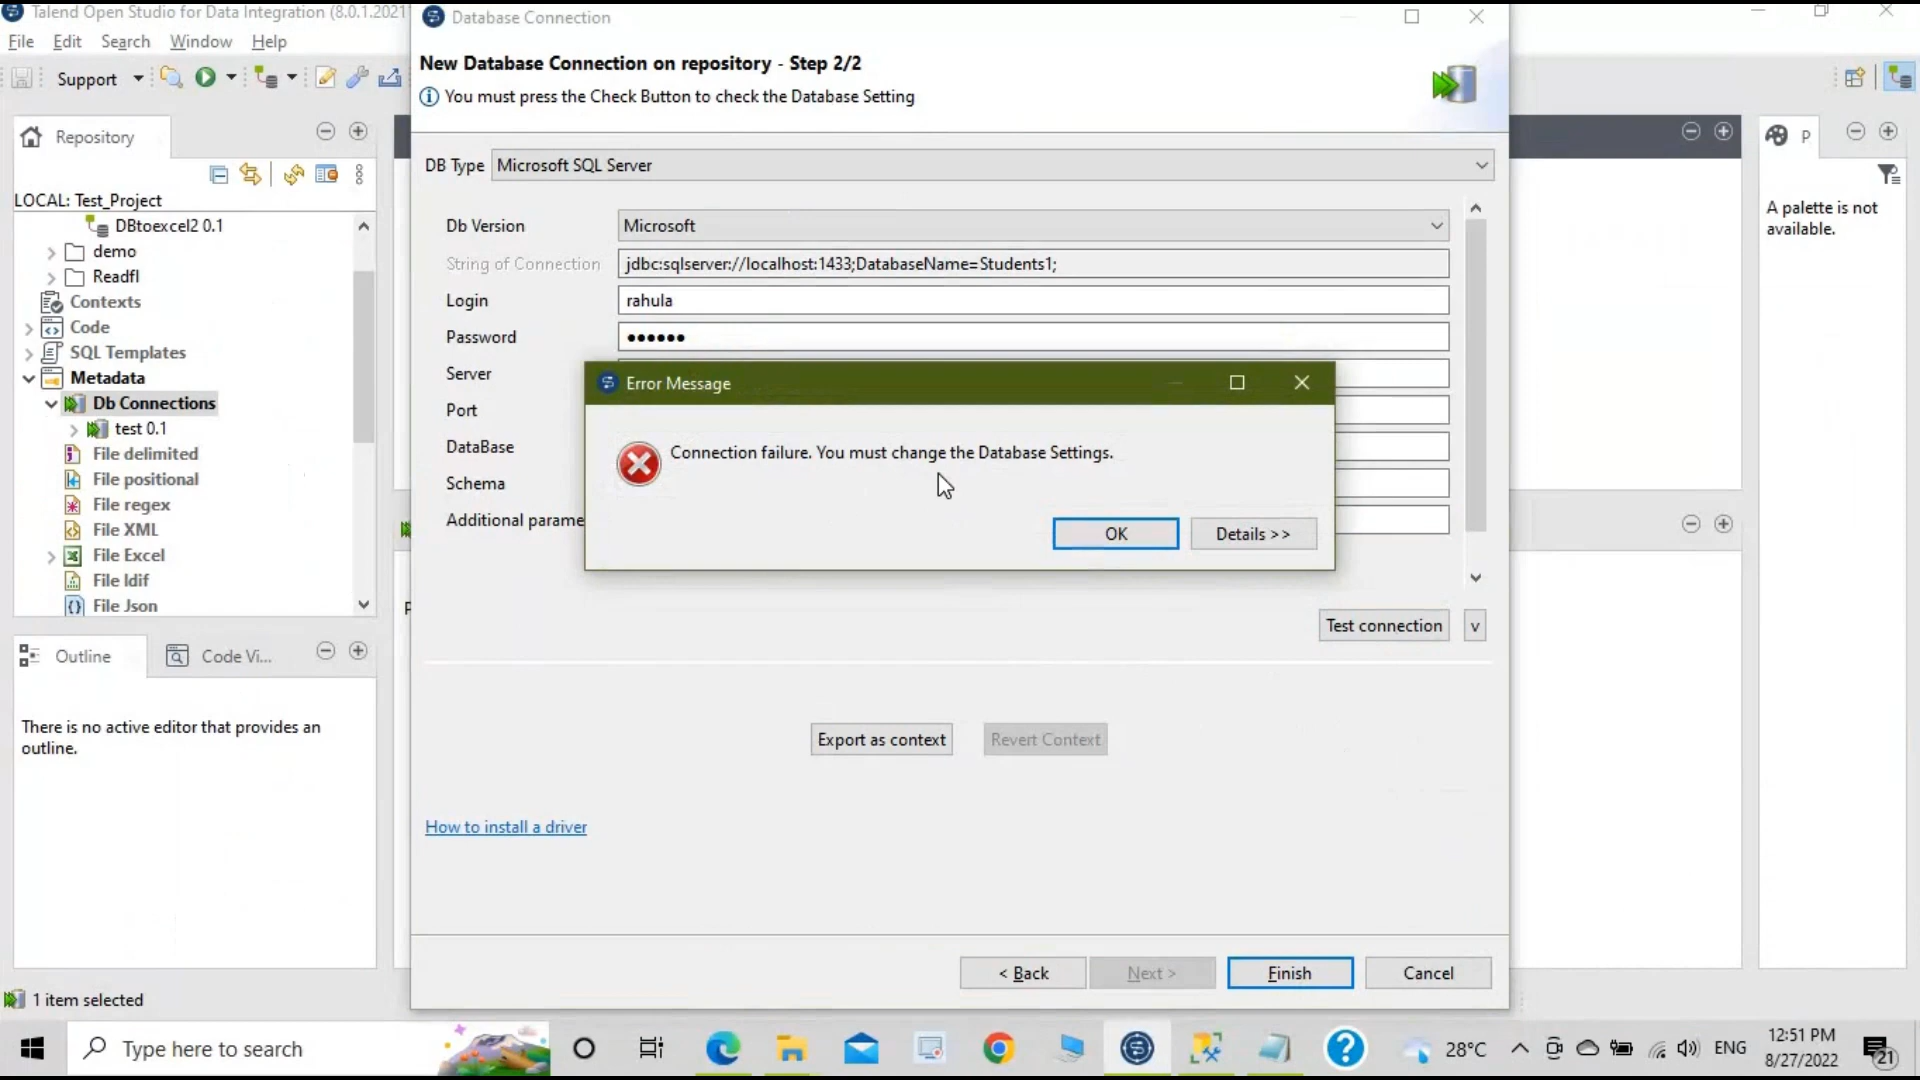 Talend Open Studio for Data Integration (8.0.1.2021
File Edit Search Window Help
Support
Repository
LOCAL: Test_Project
DBtoexcel2 0.1
demo
Readfl
Contexts
Code
SQL Templates
Metadata
Db Connections
test 0.1
File delimited
File positional
File regex
File XML
File Excel
File ldif
File Json
Outline
Code Vi...
There is no active editor that provides an
outline.
1 item selected
Database Connection
New Database Connection on repository - Step 2/2
You must press the Check Button to check the Database Setting
DB Type Microsoft SQL Server
Db Version Microsoft
String of Connection jdbc:sqlserver://localhost:1433;DatabaseName=Students1;
Login rahula
Password ●●●●●●
Server
Port
DataBase
Schema
Additional parame
Error Message
Connection failure. You must change the Database Settings.
OK Details >>
Test connection v
Export as context Revert Context
How to install a driver
< Back Next > Finish Cancel
P
A palette is not
available.
Type here to search
28°C
ENG
12:51 PM
8/27/2022
21